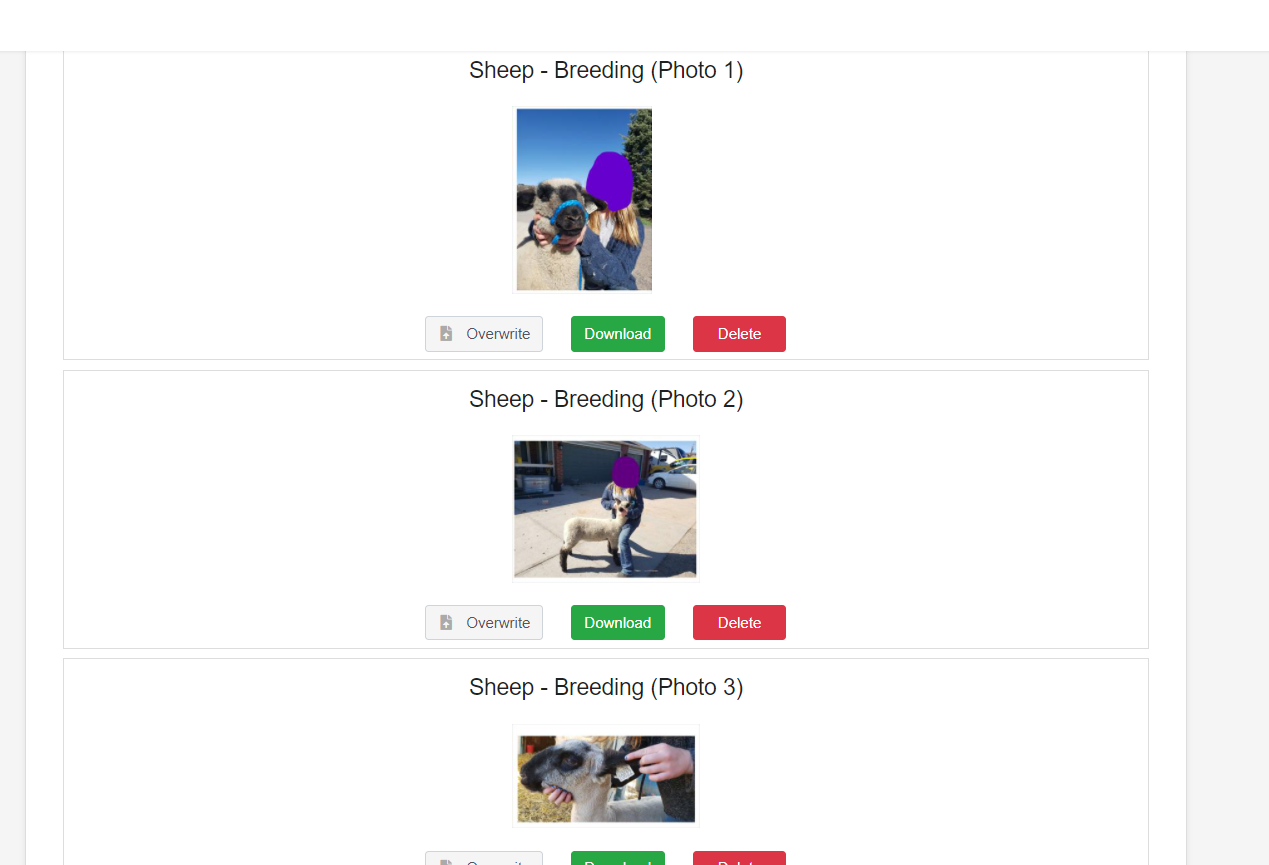 Sheep - Breeding (Photo 1)
Overwrite Download Delete
Sheep - Breeding (Photo 2)
Overwrite Download Delete
Sheep - Breeding (Photo 3)